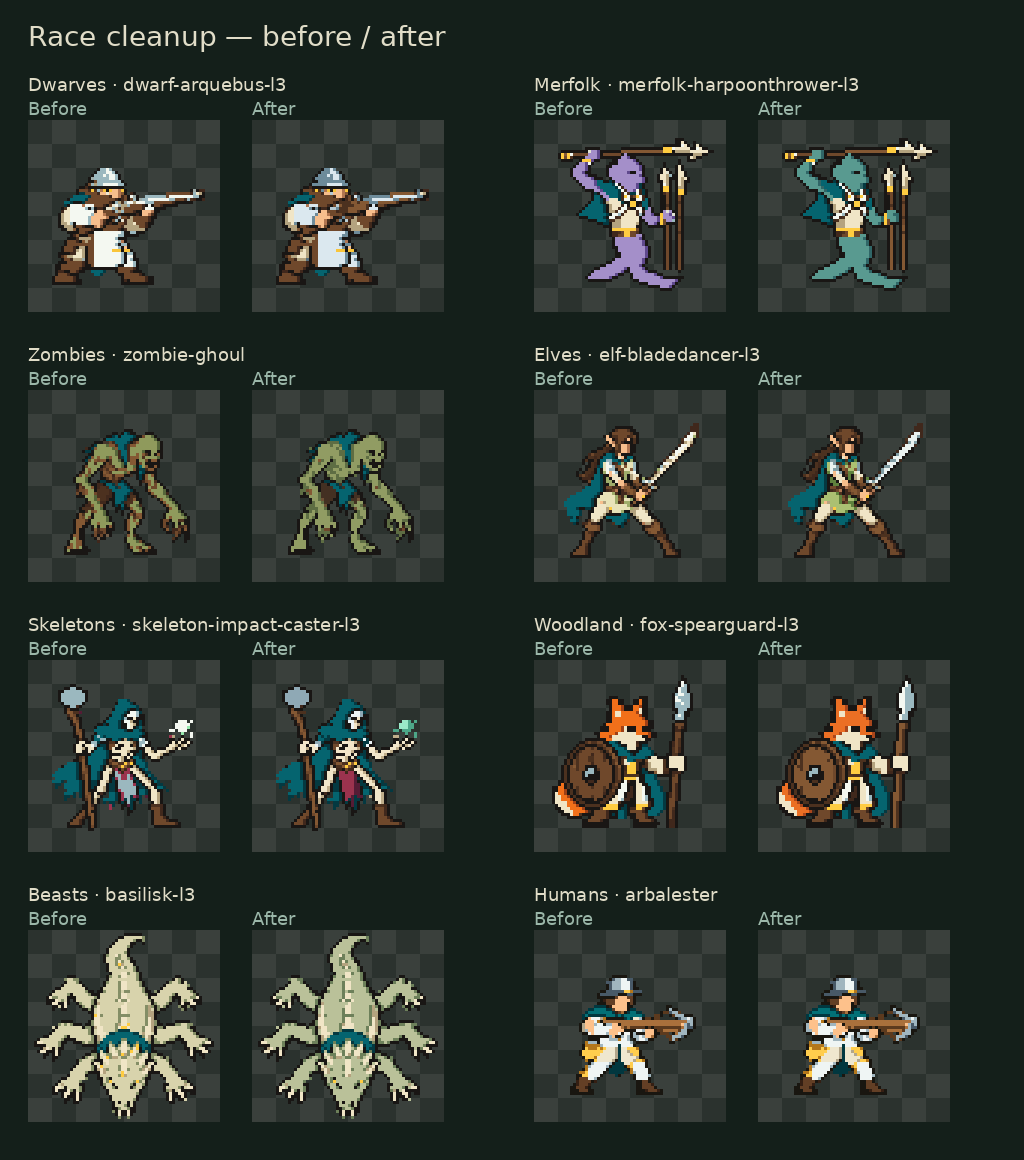 Race cleanup — before / after
Dwarves · dwarf-arquebus-l3
Before After
Merfolk · merfolk-harpoonthrower-l3
Before After
Zombies · zombie-ghoul
Before After
Elves · elf-bladedancer-l3
Before After
Skeletons · skeleton-impact-caster-l3
Before After
Woodland · fox-spearguard-l3
Before After
Beasts · basilisk-l3
Before After
Humans · arbalester
Before After